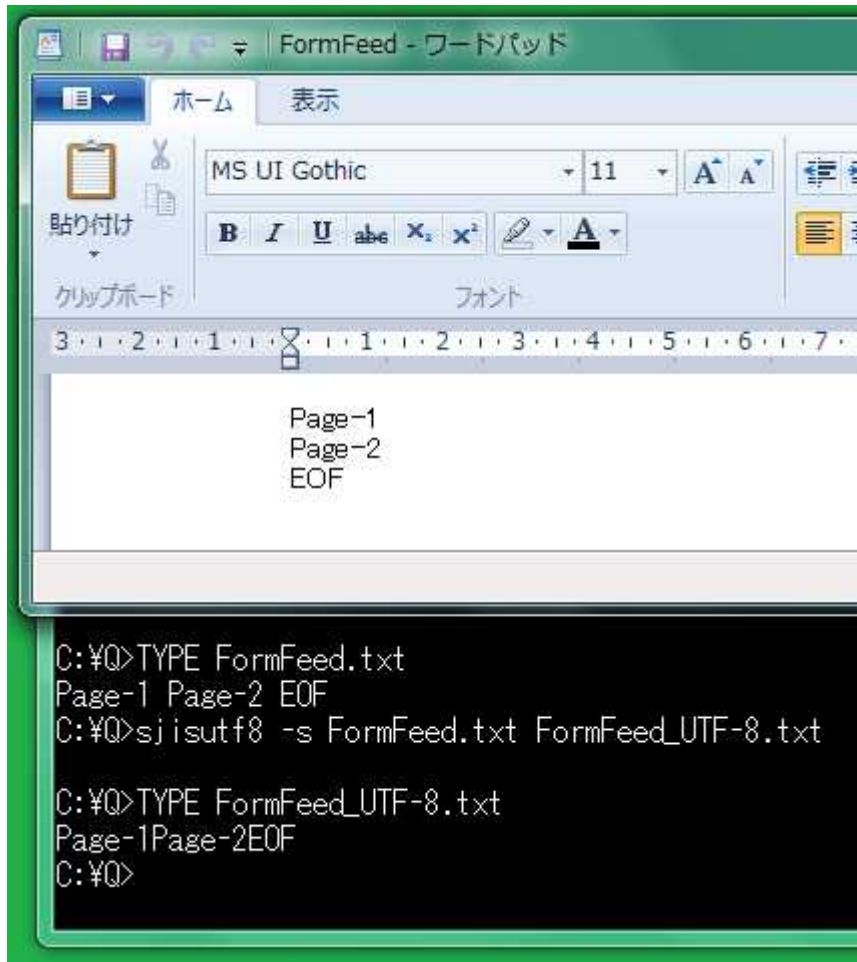 FormFeed - ワードパッド
ホーム 表示
MS UI Gothic 11 A A
貼り付け
B I U abc X₂ X² A
クリップボード フォント
3 2 1 1 2 3 4 5 6 7
Page-1
Page-2
EOF
C:¥Q>TYPE FormFeed.txt
Page-1 Page-2 EOF
C:¥Q>sjisutf8 -s FormFeed.txt FormFeed_UTF-8.txt
C:¥Q>TYPE FormFeed_UTF-8.txt
Page-1Page-2EOF
C:¥Q>